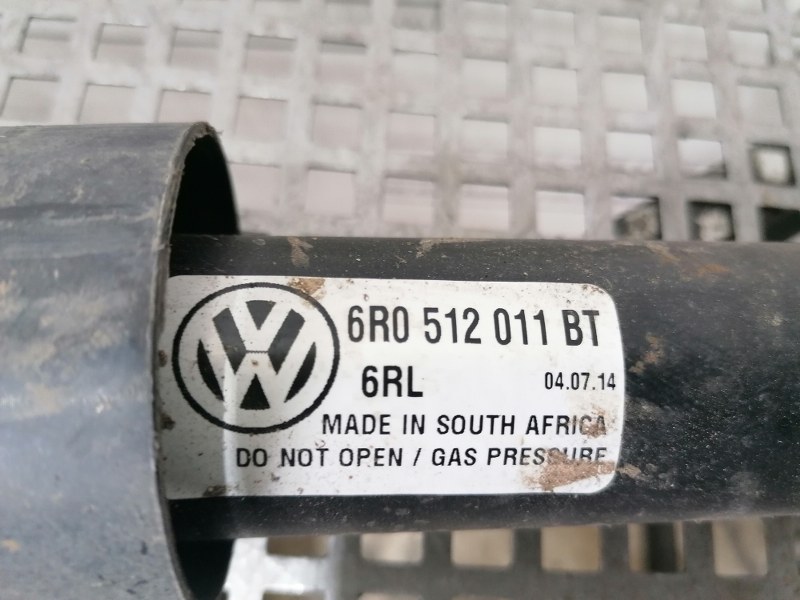 6R0 512 011 BT
6RL 04.07.14
MADE IN SOUTH AFRICA
DO NOT OPEN / GAS PRESSURE